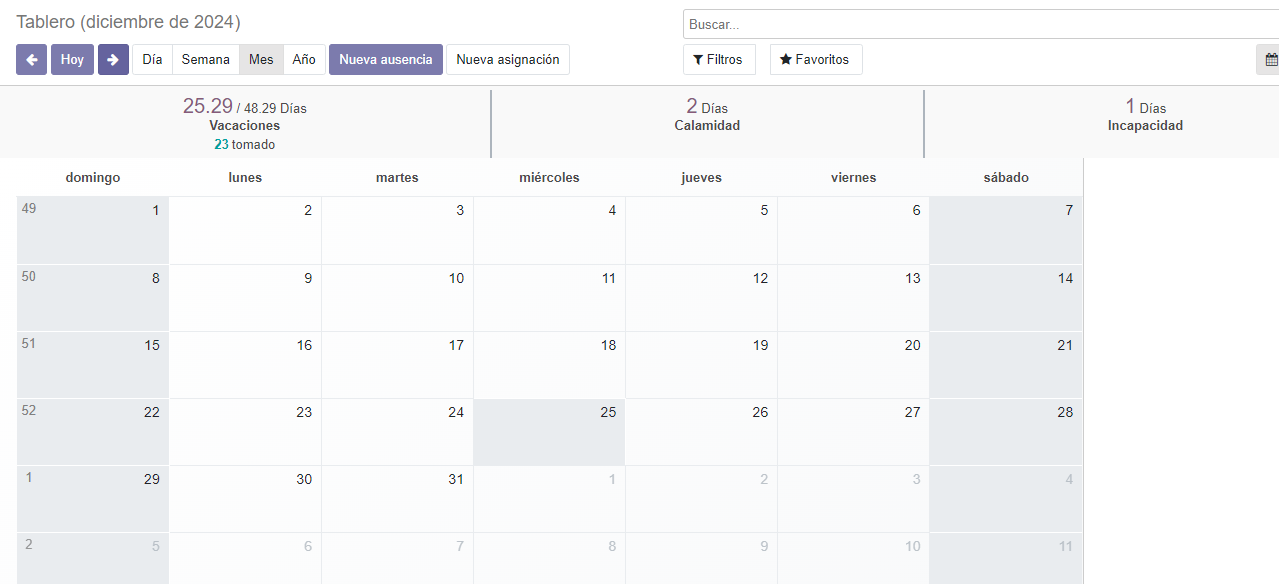 Tablero (diciembre de 2024)
Buscar...
Hoy Día Semana Mes Año Nueva ausencia Nueva asignación Filtros Favoritos
25.29 / 48.29 Días
Vacaciones
23 tomado
2 Días
Calamidad
1 Días
Incapacidad
domingo lunes martes miércoles jueves viernes sábado
49 1 2 3 4 5 6 7
50 8 9 10 11 12 13 14
51 15 16 17 18 19 20 21
52 22 23 24 25 26 27 28
1 29 30 31 1 2 3 4
2 5 6 7 8 9 10 11